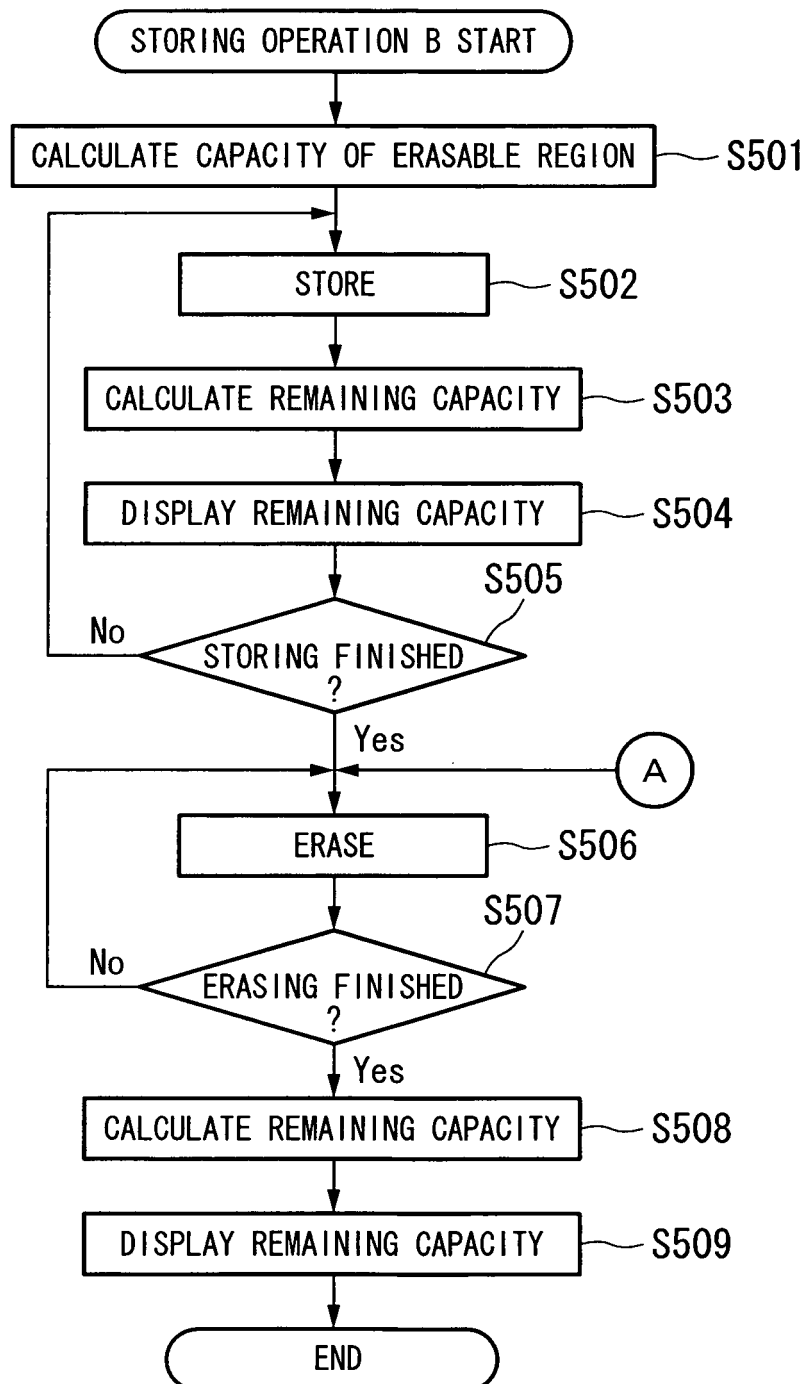 STORING OPERATION B START
CALCULATE CAPACITY OF ERASABLE REGION
S501
STORE
S502
CALCULATE REMAINING CAPACITY
S503
DISPLAY REMAINING CAPACITY
S504
S505
No
STORING FINISHED
?
Yes
A
ERASE
S506
S507
No
ERASING FINISHED
?
Yes
CALCULATE REMAINING CAPACITY
S508
DISPLAY REMAINING CAPACITY
S509
END